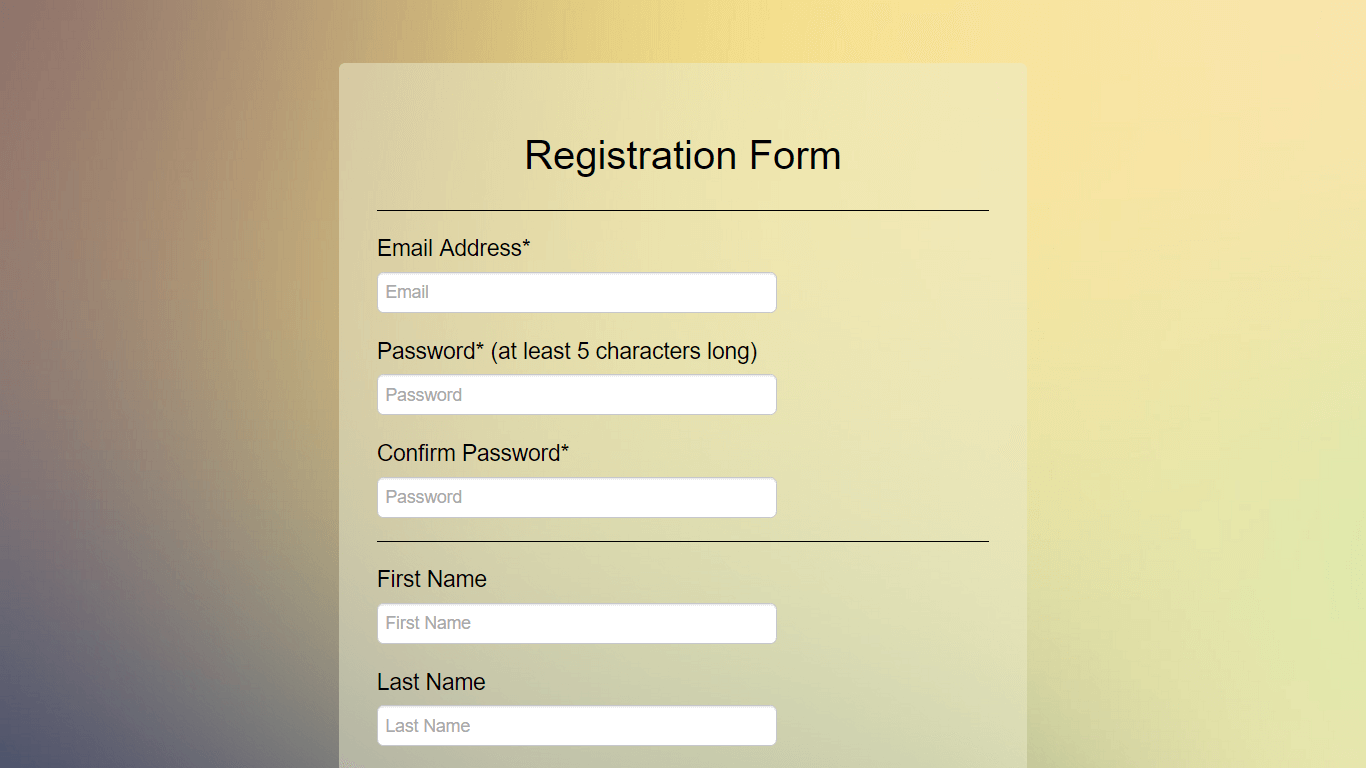 Registration Form
Email Address*
Email
Password* (at least 5 characters long)
Password
Confirm Password*
Password
First Name
First Name
Last Name
Last Name